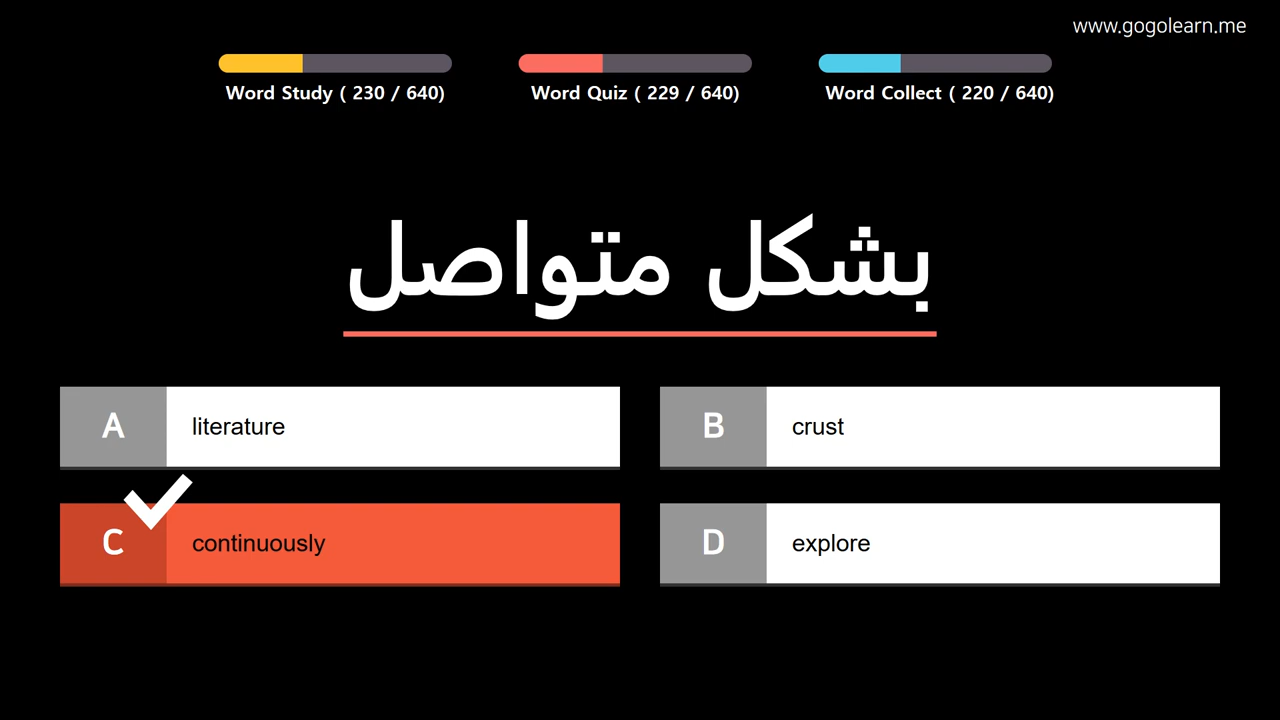 www.gogolearn.me
Word Study ( 230 / 640)
Word Quiz ( 229 / 640)
Word Collect ( 220 / 640)
بشكل متواصل
A literature
B crust
C continuously
D explore